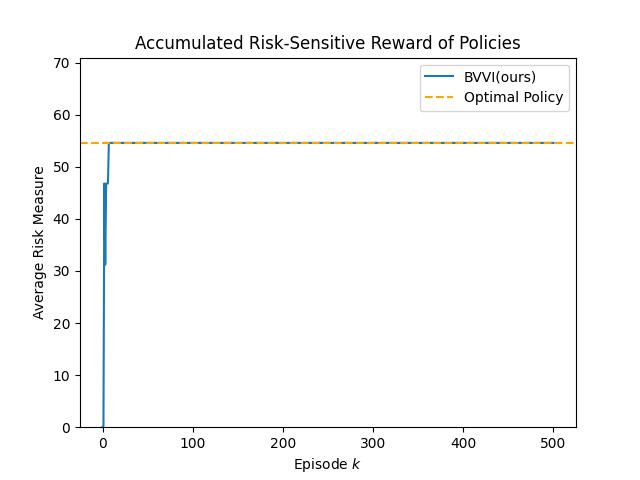 Accumulated Risk-Sensitive Reward of Policies
BVVI(ours)
Optimal Policy
Average Risk Measure
70
60
50
40
30
20
10
0
0 100 200 300 400 500
Episode k